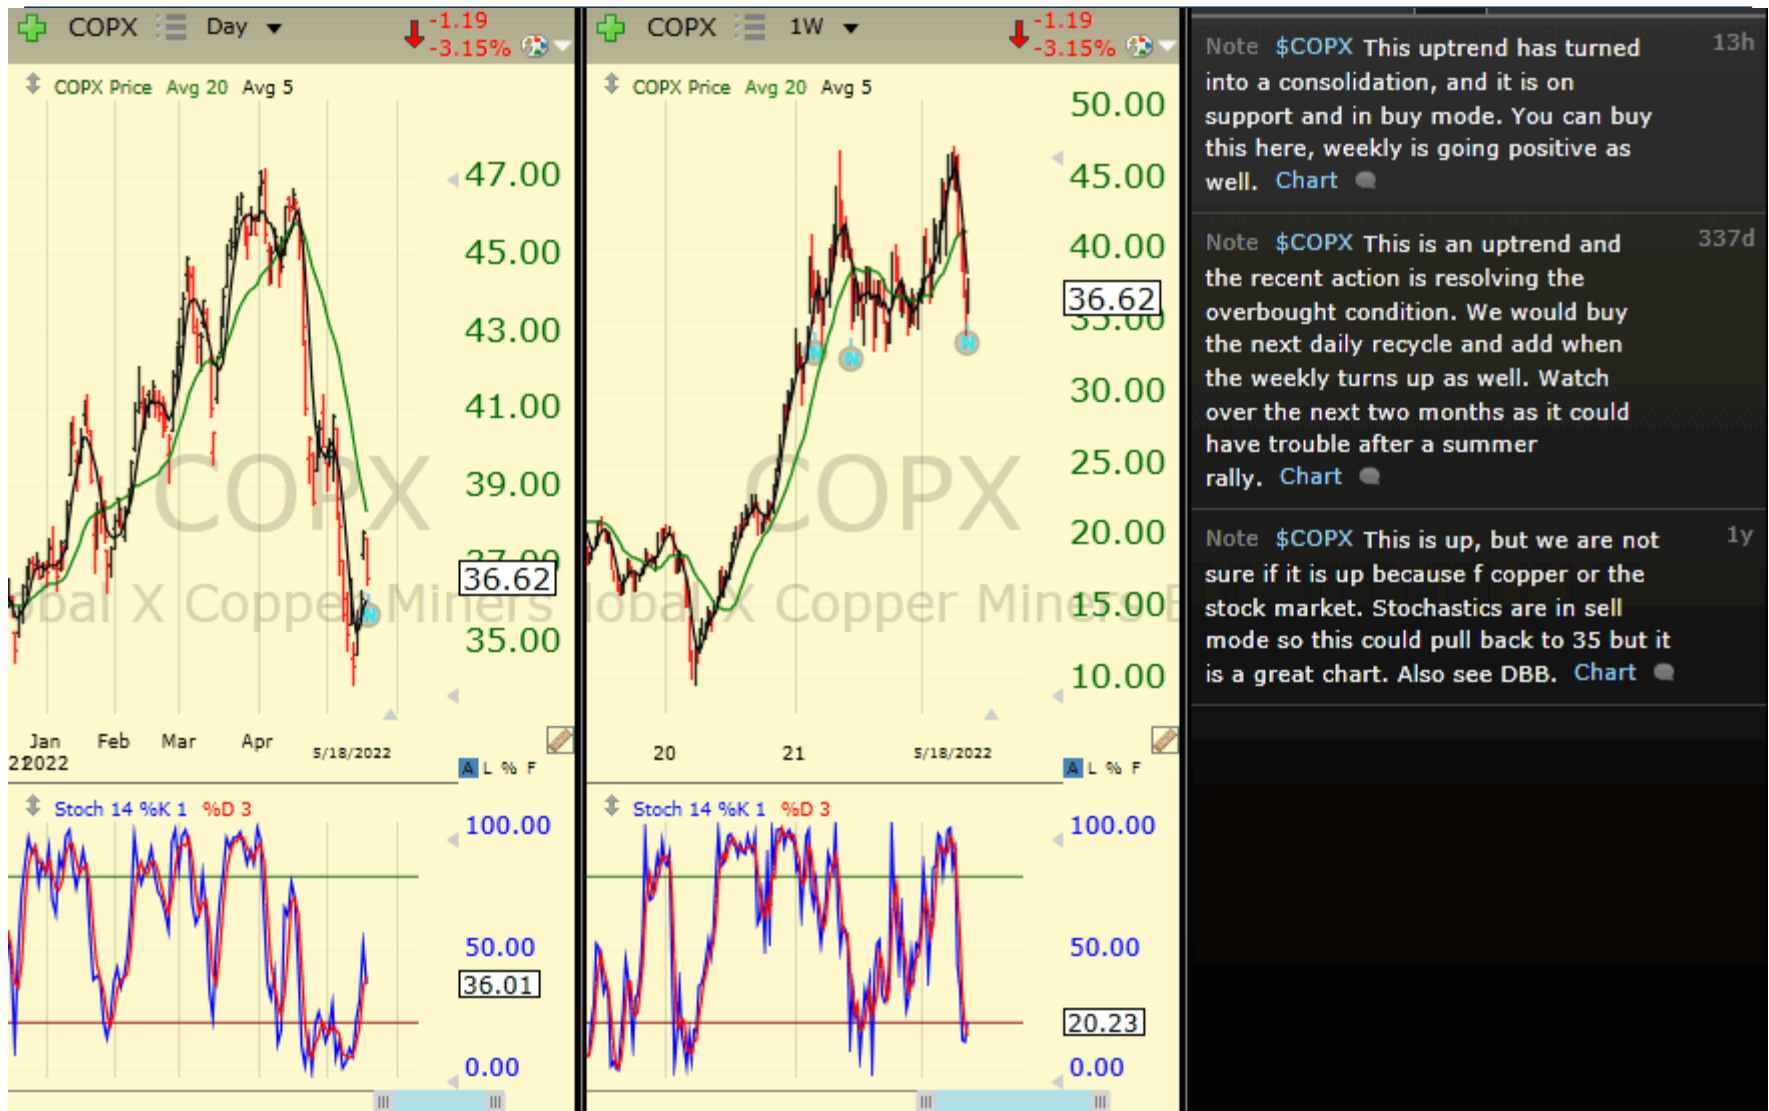 COPX Day -1.19
-3.15%
COPX Price Avg 20 Avg 5
47.00
45.00
43.00
41.00
39.00
37.00
36.62
35.00
COPX
Global X Copper Miners
Jan Feb Mar Apr 5/18/2022
2022
A L % F
Stoch 14 %K 1 %D 3
100.00
50.00
36.01
0.00
COPX 1W -1.19
-3.15%
COPX Price Avg 20 Avg 5
50.00
45.00
40.00
36.62
35.00
30.00
25.00
20.00
15.00
10.00
COPX
lobal X Copper Miners E
N N N N
20 21 5/18/2022
A L % F
Stoch 14 %K 1 %D 3
100.00
50.00
20.23
0.00
Note $COPX This uptrend has turned 13h
into a consolidation, and it is on
support and in buy mode. You can buy
this here, weekly is going positive as
well. Chart
Note $COPX This is an uptrend and 337d
the recent action is resolving the
overbought condition. We would buy
the next daily recycle and add when
the weekly turns up as well. Watch
over the next two months as it could
have trouble after a summer
rally. Chart
Note $COPX This is up, but we are not 1y
sure if it is up because f copper or the
stock market. Stochastics are in sell
mode so this could pull back to 35 but it
is a great chart. Also see DBB. Chart